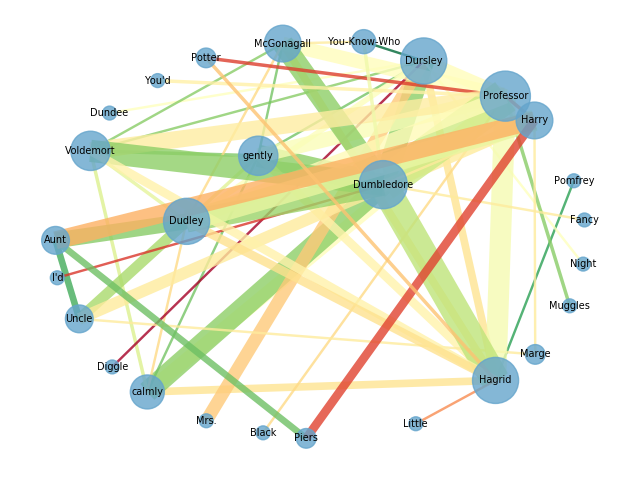 McGonagall
You-Know-Who
Potter
Dursley
You'd
Professor
Dundee
Harry
Voldemort
gently
Pomfrey
Dumbledore
Dudley
Fancy
Aunt
Night
I'd
Muggles
Uncle
Marge
Diggle
Hagrid
calmly
Mrs.
Little
Black
Piers